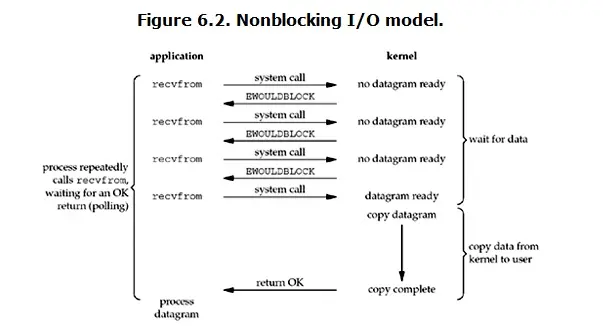 Figure 6.2. Nonblocking I/O model.
application
kernel
recvfrom
system call
no datagram ready
EWOULDBLOCK
recvfrom
system call
no datagram ready
EWOULDBLOCK
recvfrom
system call
no datagram ready
EWOULDBLOCK
recvfrom
system call
datagram ready
wait for data
process repeatedly
calls recvfrom,
waiting for an OK
return (polling)
copy datagram
copy data from
kernel to user
return OK
copy complete
process
datagram